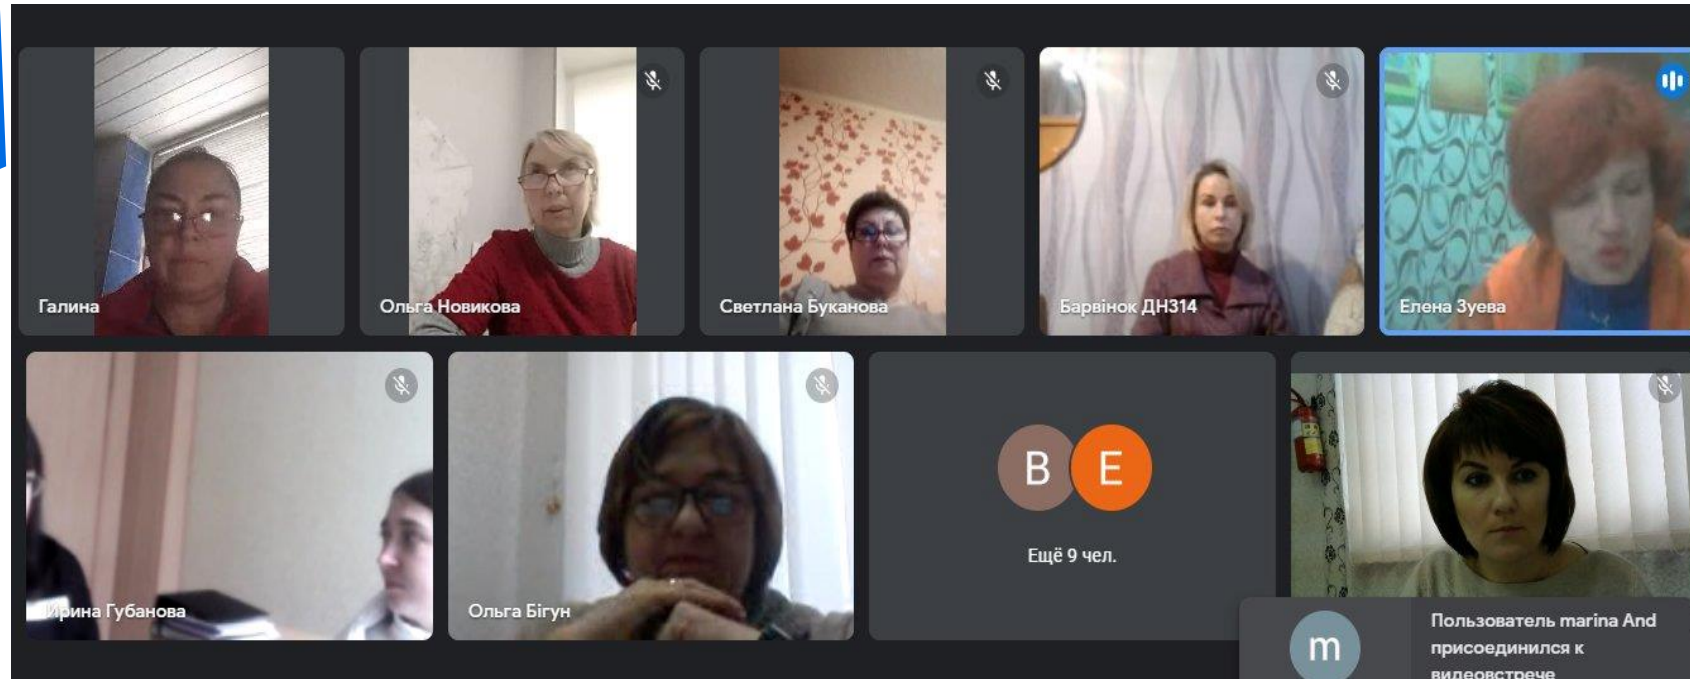 Галина
Ольга Новикова
Светлана Буканова
Барвінок ДН314
Елена Зуева
Ирина Губанова
Ольга Бігун
В Е
Ещё 9 чел.
m
Пользователь marina And
присоединился к
видеовстрече